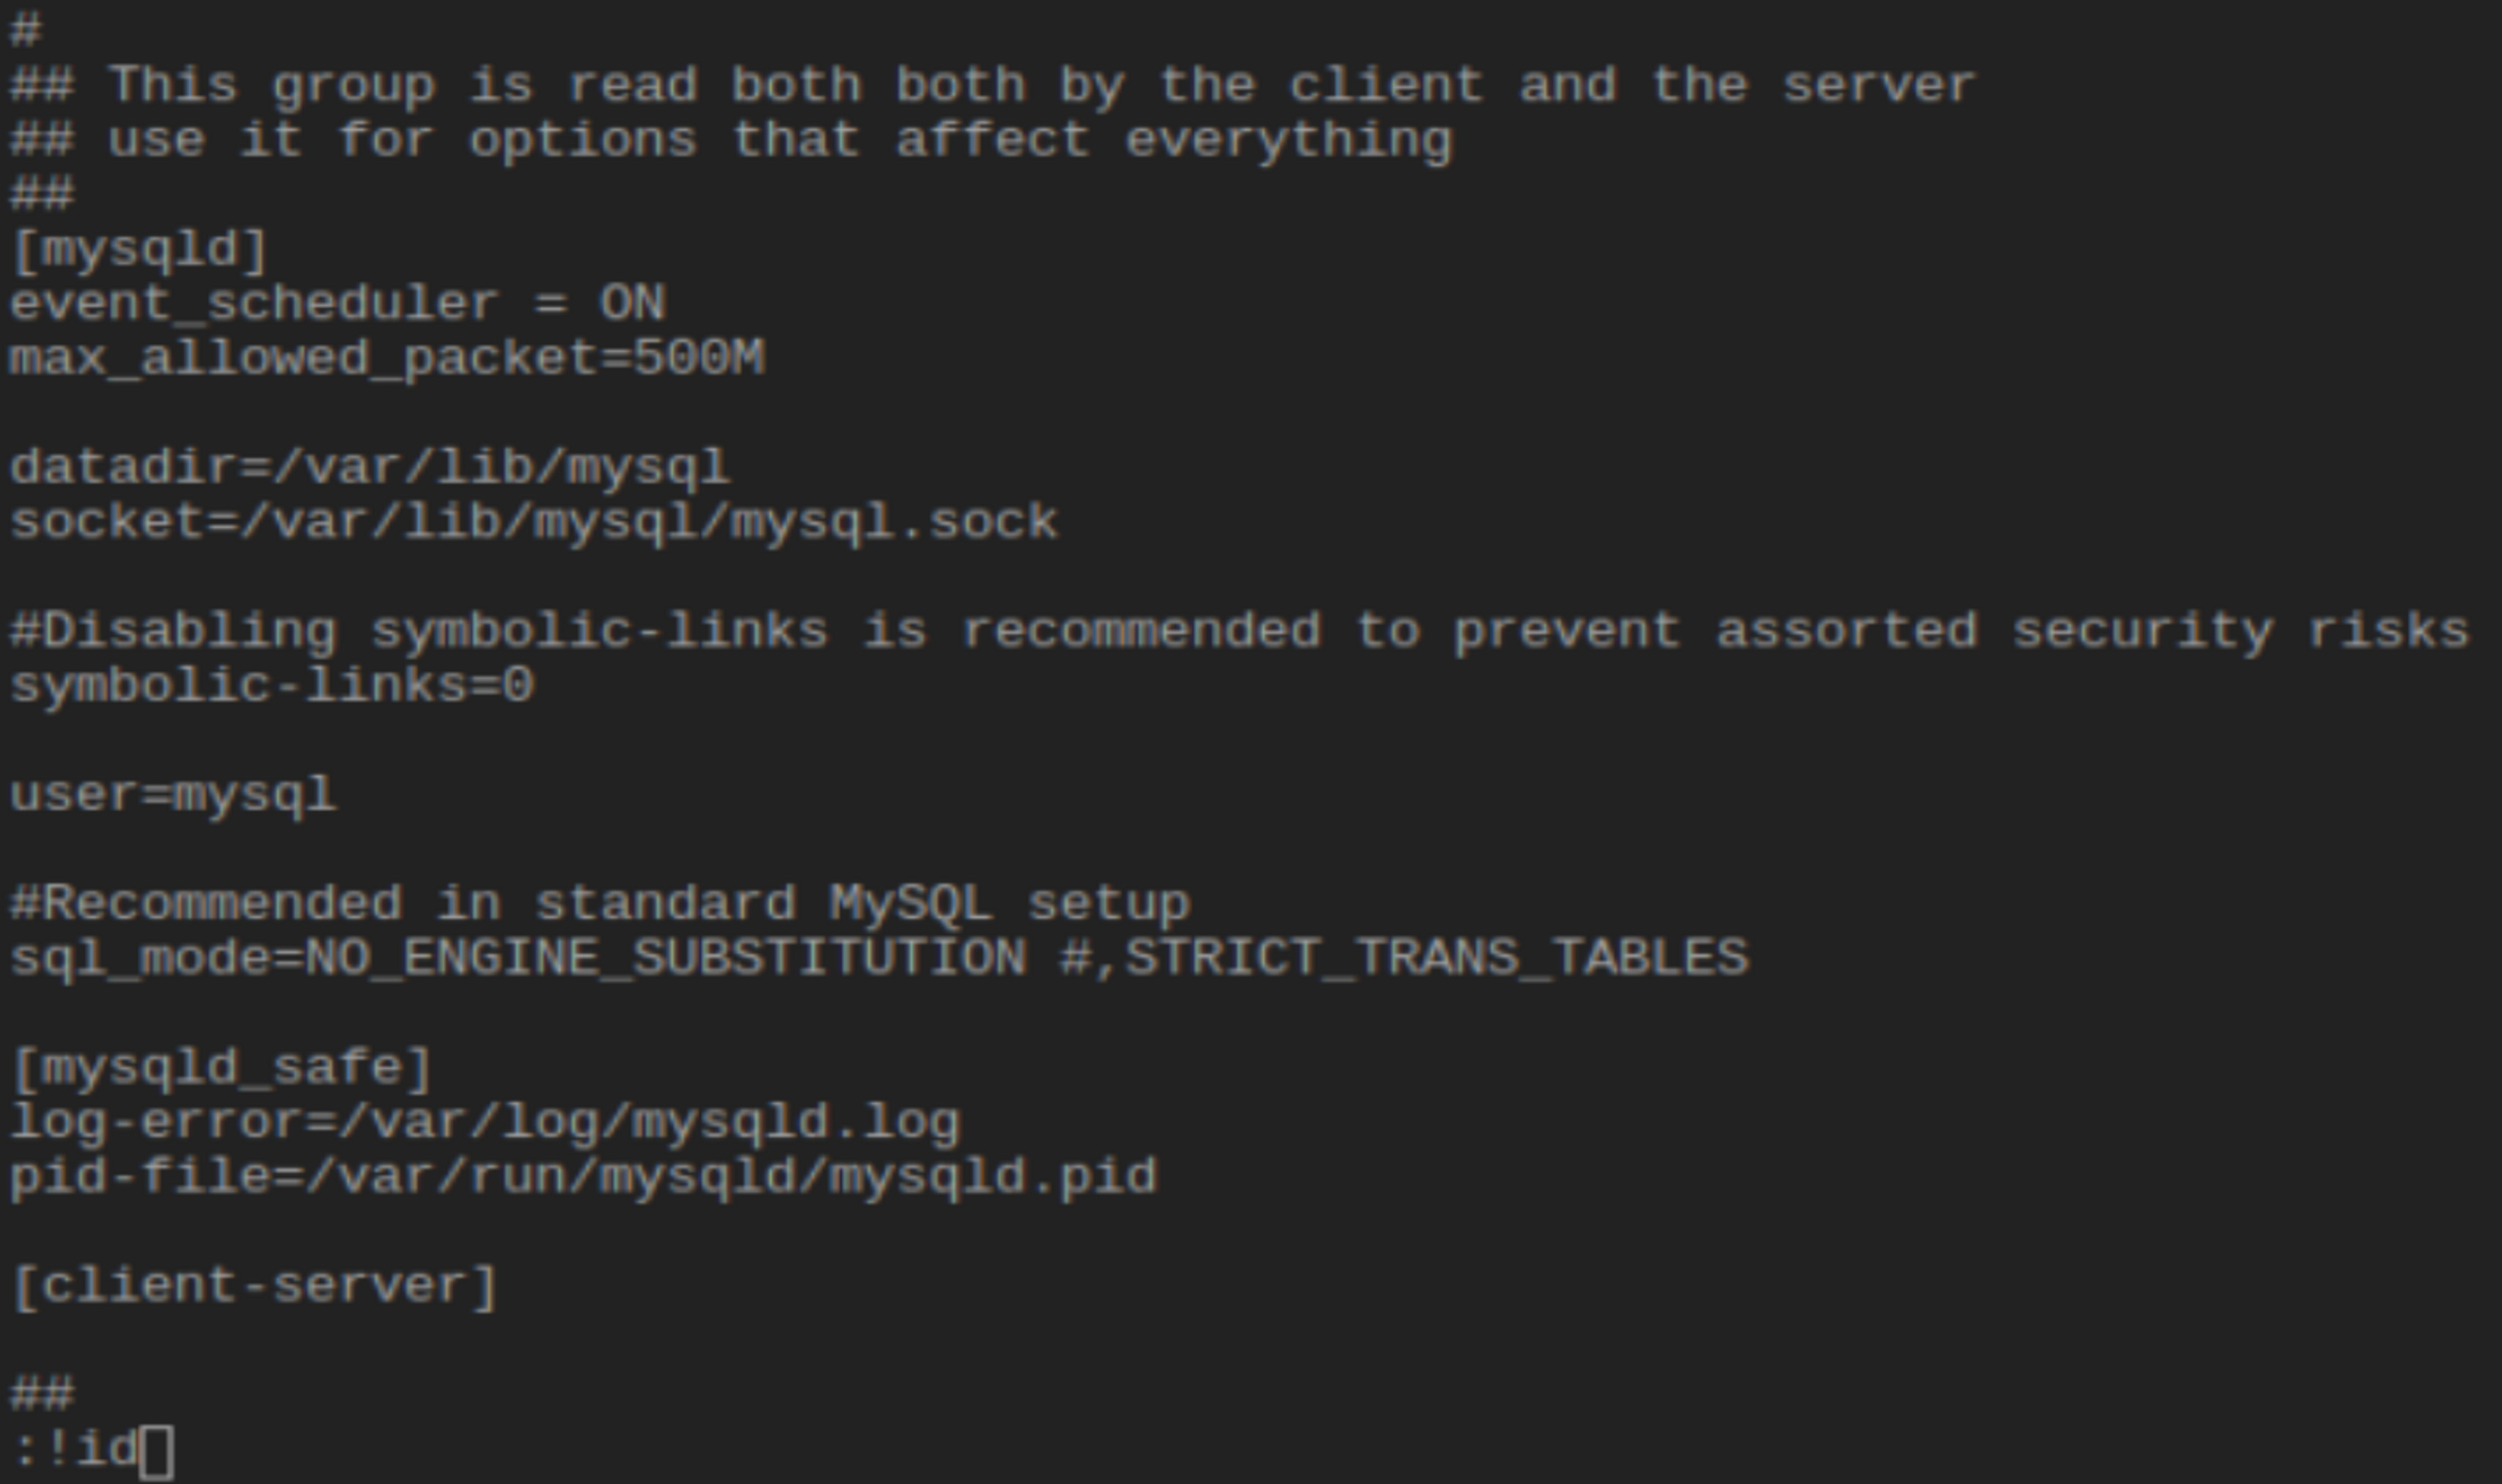 #
## This group is read both both by the client and the server
## use it for options that affect everything
##
[mysqld]
event_scheduler = ON
max_allowed_packet=500M
datadir=/var/lib/mysql
socket=/var/lib/mysql/mysql.sock
#Disabling symbolic-links is recommended to prevent assorted security risks
symbolic-links=0
user=mysql
#Recommended in standard MySQL setup
sql_mode=NO_ENGINE_SUBSTITUTION #,STRICT_TRANS_TABLES
[mysqld_safe]
log-error=/var/log/mysqld.log
pid-file=/var/run/mysqld/mysqld.pid
[client-server]
##
:!id